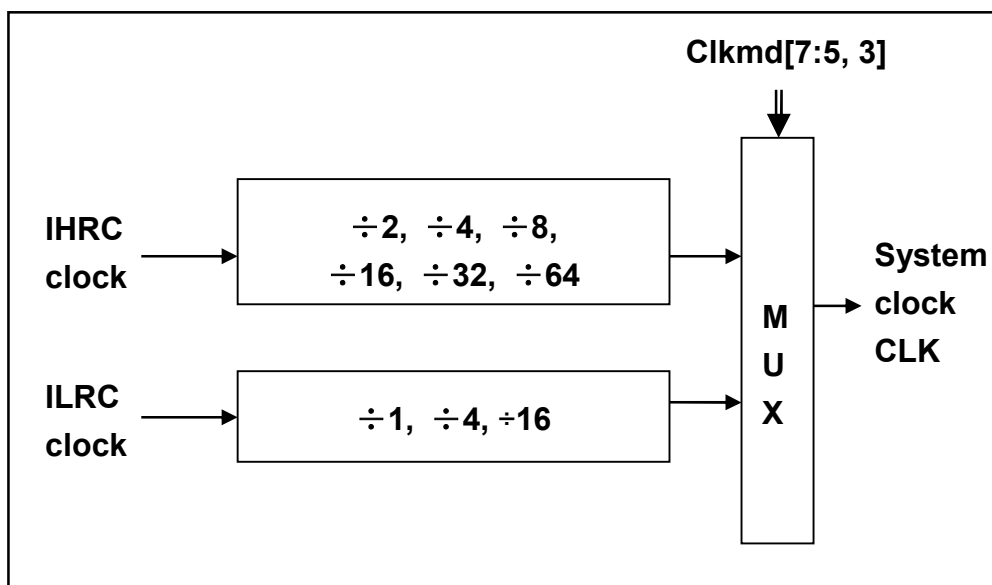 Clkmd[7:5, 3]
IHRC
clock
÷2, ÷4, ÷8,
÷16, ÷32, ÷64
ILRC
clock
÷1, ÷4, ÷16
M
U
X
System
clock
CLK